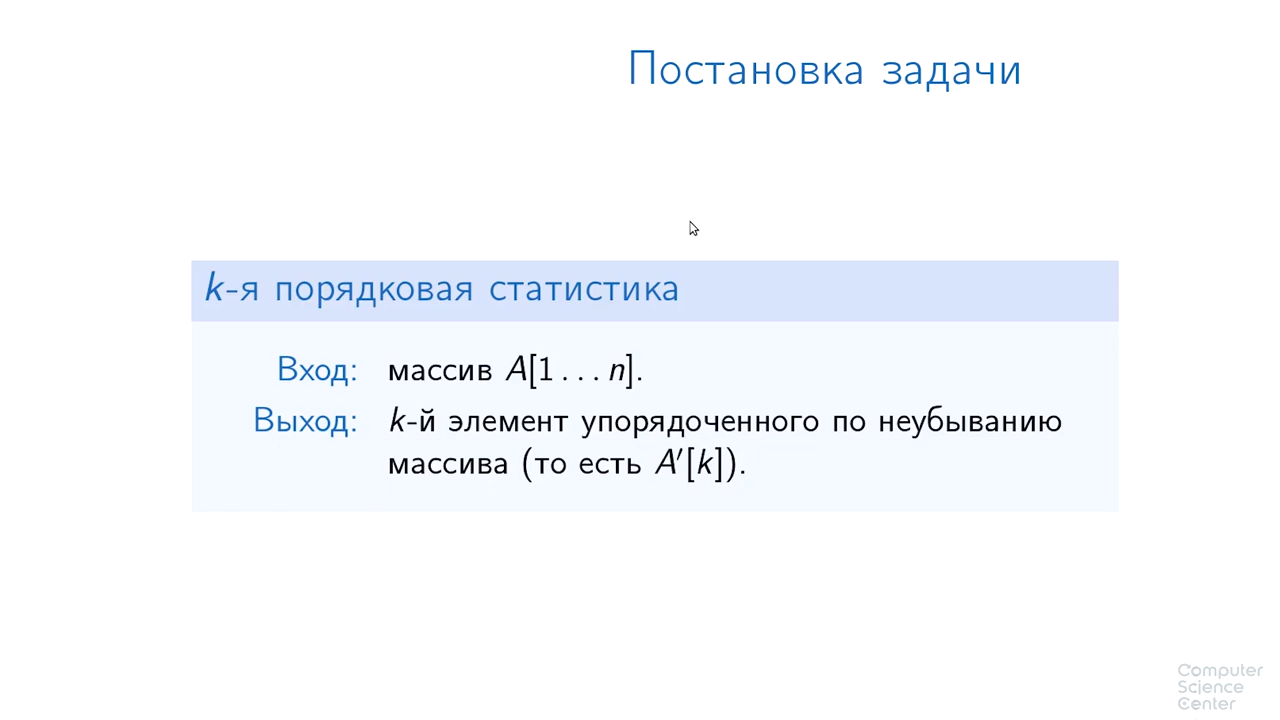 Постановка задачи
k-я порядковая статистика
Вход: массив A[1 . . . n].
Выход: k-й элемент упорядоченного по неубыванию
массива (то есть A′[k]).
Computer
Science
Center